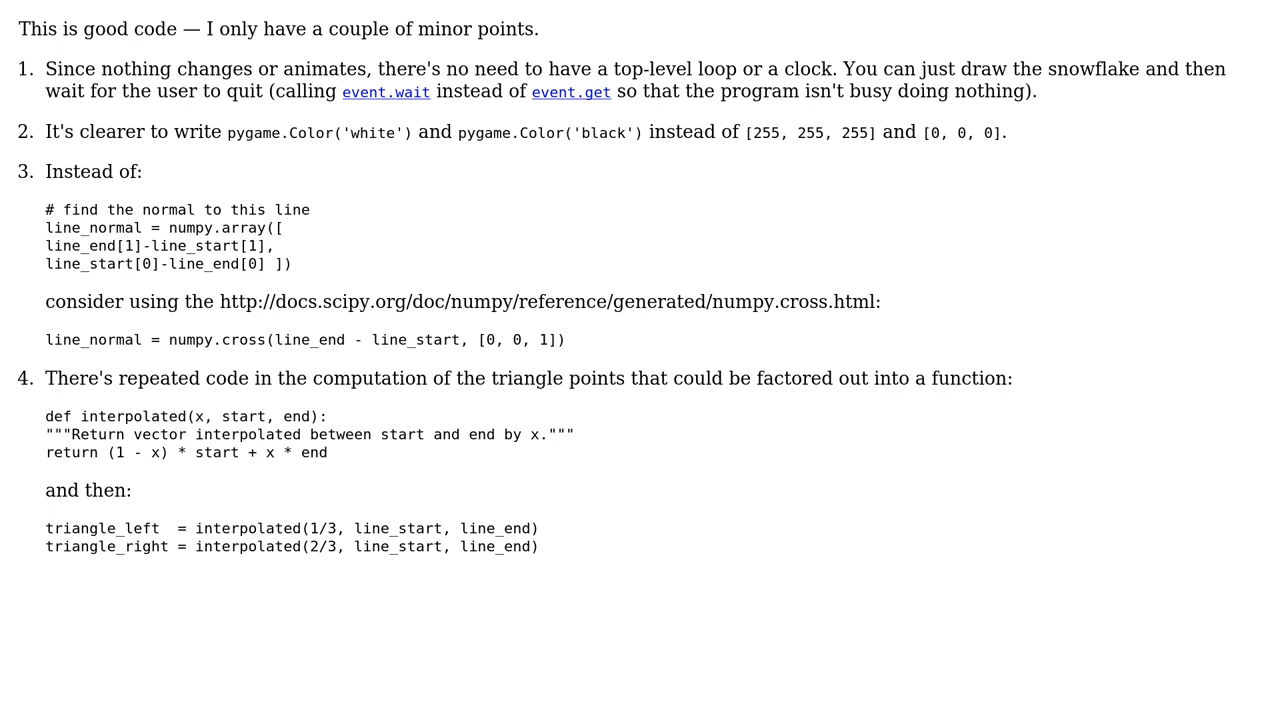 This is good code — I only have a couple of minor points.
1. Since nothing changes or animates, there's no need to have a top-level loop or a clock. You can just draw the snowflake and then
wait for the user to quit (calling event.wait instead of event.get so that the program isn't busy doing nothing).
2. It's clearer to write pygame.Color('white') and pygame.Color('black') instead of [255, 255, 255] and [0, 0, 0].
3. Instead of:
# find the normal to this line
line_normal = numpy.array([
line_end[1]-line_start[1],
line_start[0]-line_end[0] ])
consider using the http://docs.scipy.org/doc/numpy/reference/generated/numpy.cross.html:
line_normal = numpy.cross(line_end - line_start, [0, 0, 1])
4. There's repeated code in the computation of the triangle points that could be factored out into a function:
def interpolated(x, start, end):
"""Return vector interpolated between start and end by x."""
return (1 - x) * start + x * end
and then:
triangle_left  = interpolated(1/3, line_start, line_end)
triangle_right = interpolated(2/3, line_start, line_end)